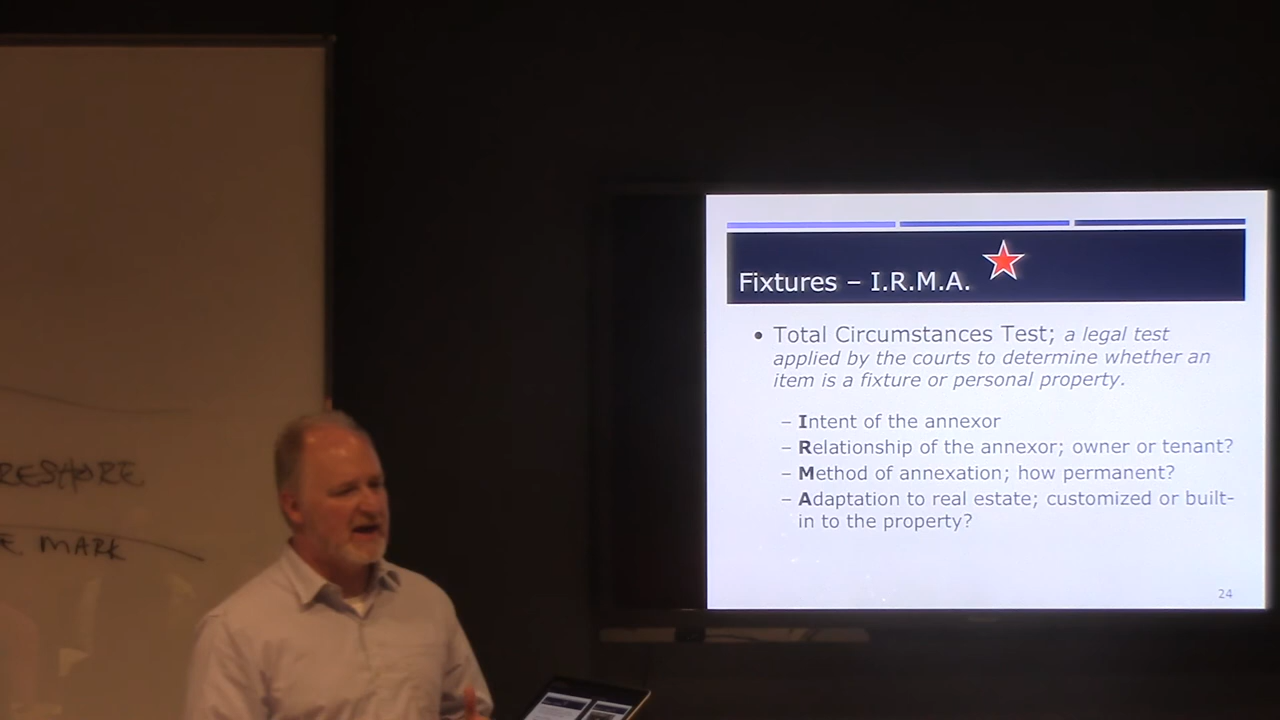 Fixtures – I.R.M.A.
• Total Circumstances Test; a legal test
applied by the courts to determine whether an
item is a fixture or personal property.
– Intent of the annexor
– Relationship of the annexor; owner or tenant?
– Method of annexation; how permanent?
– Adaptation to real estate; customized or built-
in to the property?
24
RESHORE
E MARK